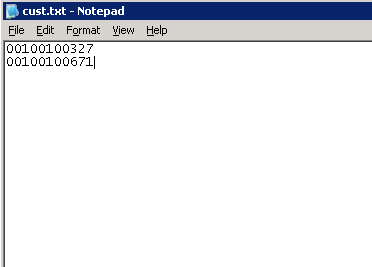 cust.txt - Notepad
File Edit Format View Help
00100100327
00100100671